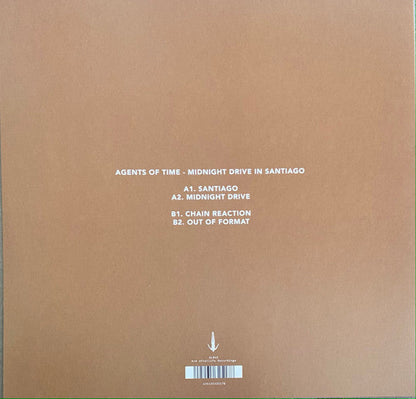 AGENTS OF TIME - MIDNIGHT DRIVE IN SANTIAGO
A1. SANTIAGO
A2. MIDNIGHT DRIVE
B1. CHAIN REACTION
B2. OUT OF FORMAT
Recordings